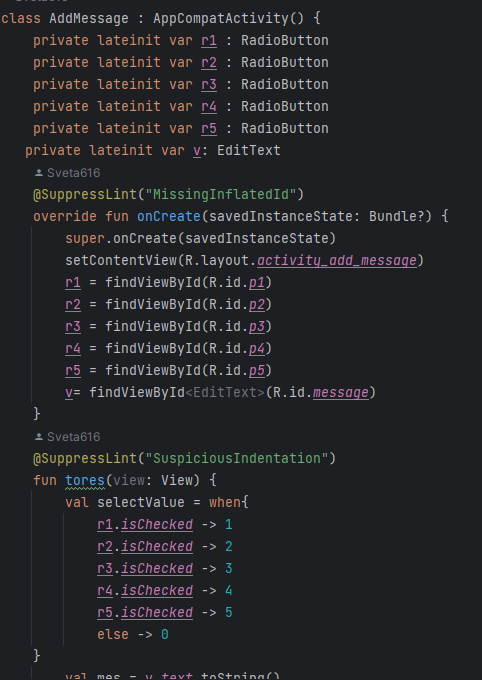 Sveta616
class AddMessage : AppCompatActivity() {
    private lateinit var r1 : RadioButton
    private lateinit var r2 : RadioButton
    private lateinit var r3 : RadioButton
    private lateinit var r4 : RadioButton
    private lateinit var r5 : RadioButton
   private lateinit var v: EditText
    Sveta616
    @SuppressLint("MissingInflatedId")
    override fun onCreate(savedInstanceState: Bundle?) {
        super.onCreate(savedInstanceState)
        setContentView(R.layout.activity_add_message)
        r1 = findViewById(R.id.p1)
        r2 = findViewById(R.id.p2)
        r3 = findViewById(R.id.p3)
        r4 = findViewById(R.id.p4)
        r5 = findViewById(R.id.p5)
        v= findViewById<EditText>(R.id.message)
    }
    Sveta616
    @SuppressLint("SuspiciousIndentation")
    fun tores(view: View) {
        val selectValue = when{
            r1.isChecked -> 1
            r2.isChecked -> 2
            r3.isChecked -> 3
            r4.isChecked -> 4
            r5.isChecked -> 5
            else -> 0
    }
        val mes = v.text.toString()